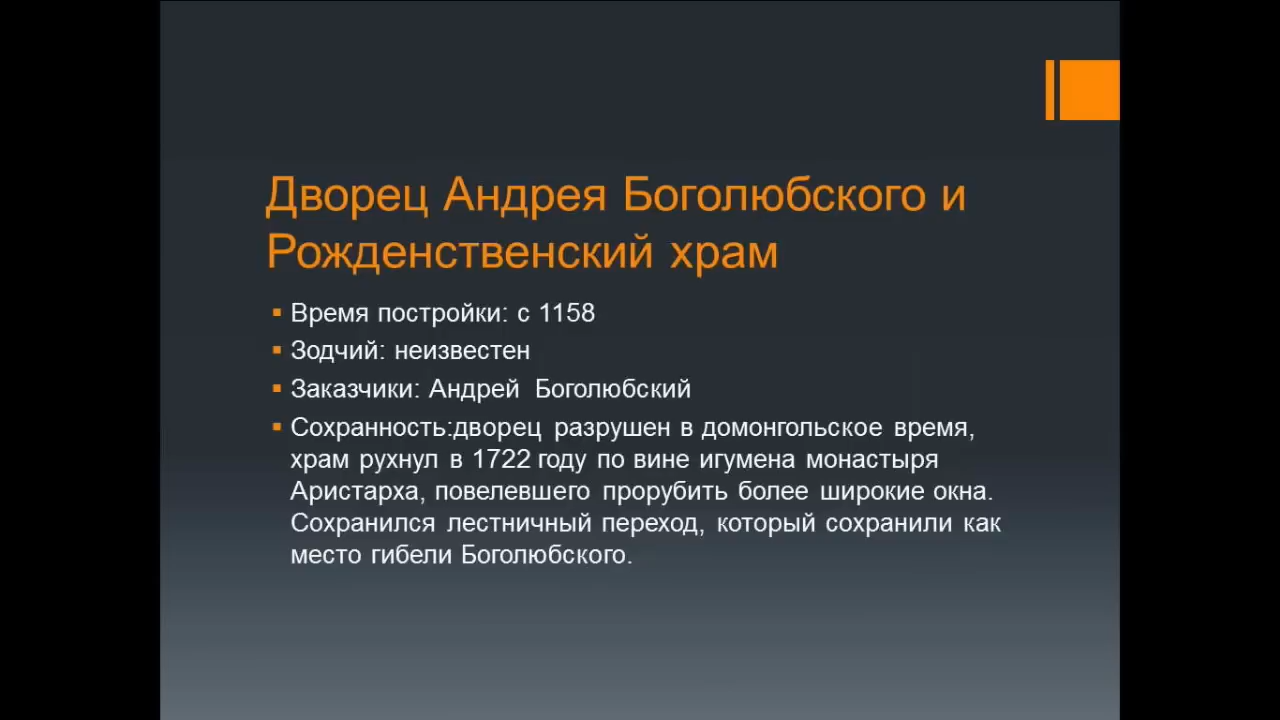 Дворец Андрея Боголюбского и
Рожденственский храм
▪ Время постройки: с 1158
▪ Зодчий: неизвестен
▪ Заказчики: Андрей Боголюбский
▪ Сохранность:дворец разрушен в домонгольское время,
храм рухнул в 1722 году по вине игумена монастыря
Аристарха, повелевшего прорубить более широкие окна.
Сохранился лестничный переход, который сохранили как
место гибели Боголюбского.